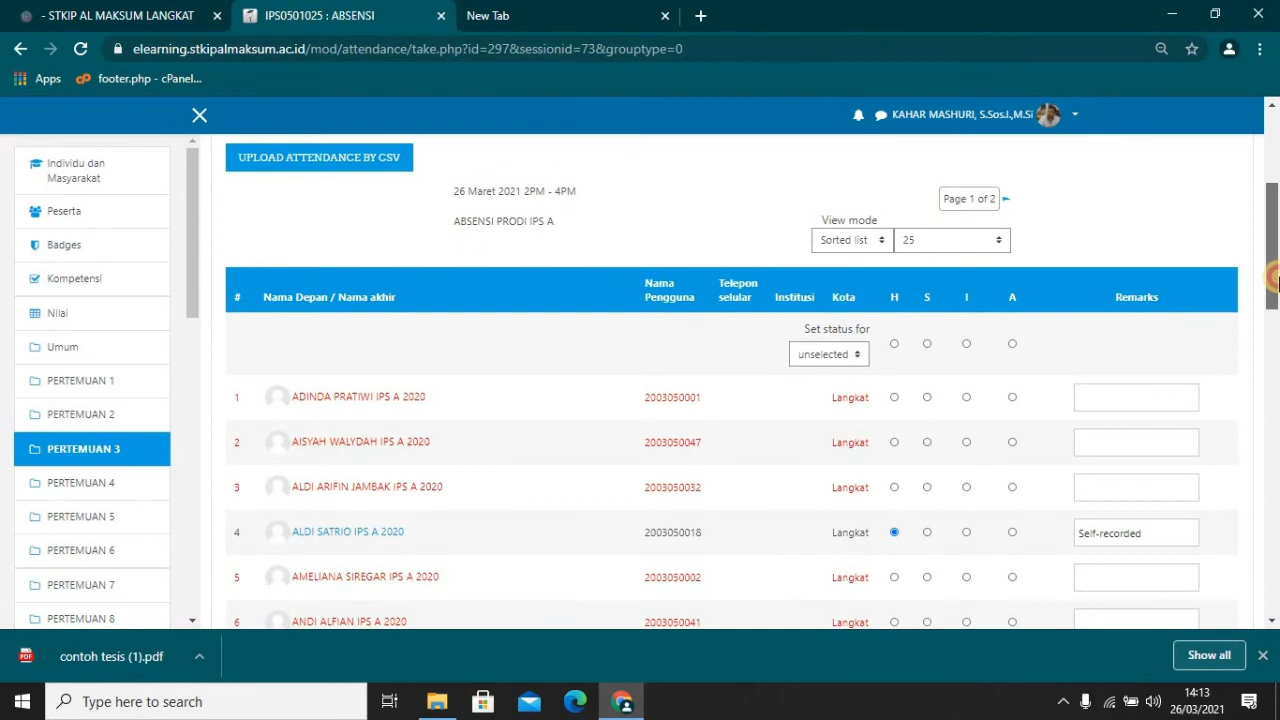 - STKIP AL MAKSUM LANGKAT
IPS0501025 : ABSENSI
New Tab
elearning.stkipalmaksum.ac.id/mod/attendance/take.php?id=297&sessionid=73&grouptype=0
Apps
footer.php - cPanel...
KAHAR MASHURI, S.Sos.I.,M.Si
Individu dan
Masyarakat
Peserta
Badges
Kompetensi
Nilai
Umum
PERTEMUAN 1
PERTEMUAN 2
PERTEMUAN 3
PERTEMUAN 4
PERTEMUAN 5
PERTEMUAN 6
PERTEMUAN 7
PERTEMUAN 8
UPLOAD ATTENDANCE BY CSV
26 Maret 2021 2PM - 4PM
Page 1 of 2
ABSENSI PRODI IPS A
View mode
Sorted list 25
# Nama Depan / Nama akhir Nama Pengguna Telepon selular Institusi Kota H S I A Remarks
Set status for
unselected
1 ADINDA PRATIWI IPS A 2020 2003050001 Langkat
2 AISYAH WALYDAH IPS A 2020 2003050047 Langkat
3 ALDI ARIFIN JAMBAK IPS A 2020 2003050032 Langkat
4 ALDI SATRIO IPS A 2020 2003050018 Langkat Self-recorded
5 AMELIANA SIREGAR IPS A 2020 2003050002 Langkat
6 ANDI ALFIAN IPS A 2020 2003050041 Langkat
contoh tesis (1).pdf
Show all
Type here to search
14:13
26/03/2021